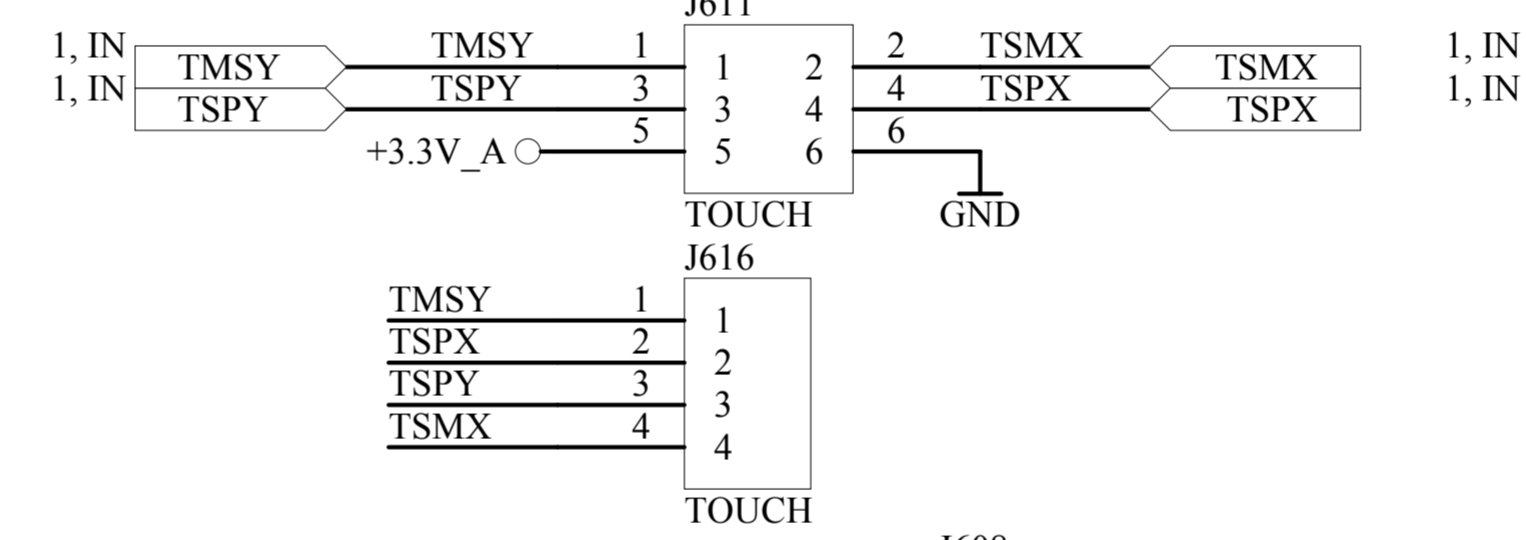 J611
1, IN TMSY TMSY 1 1 2 2 TSMX TSMX 1, IN
1, IN TSPY TSPY 3 3 4 4 TSPX TSPX 1, IN
+3.3V_A 5 5 6 6
TOUCH GND
J616
TMSY 1 1
TSPX 2 2
TSPY 3 3
TSMX 4 4
TOUCH